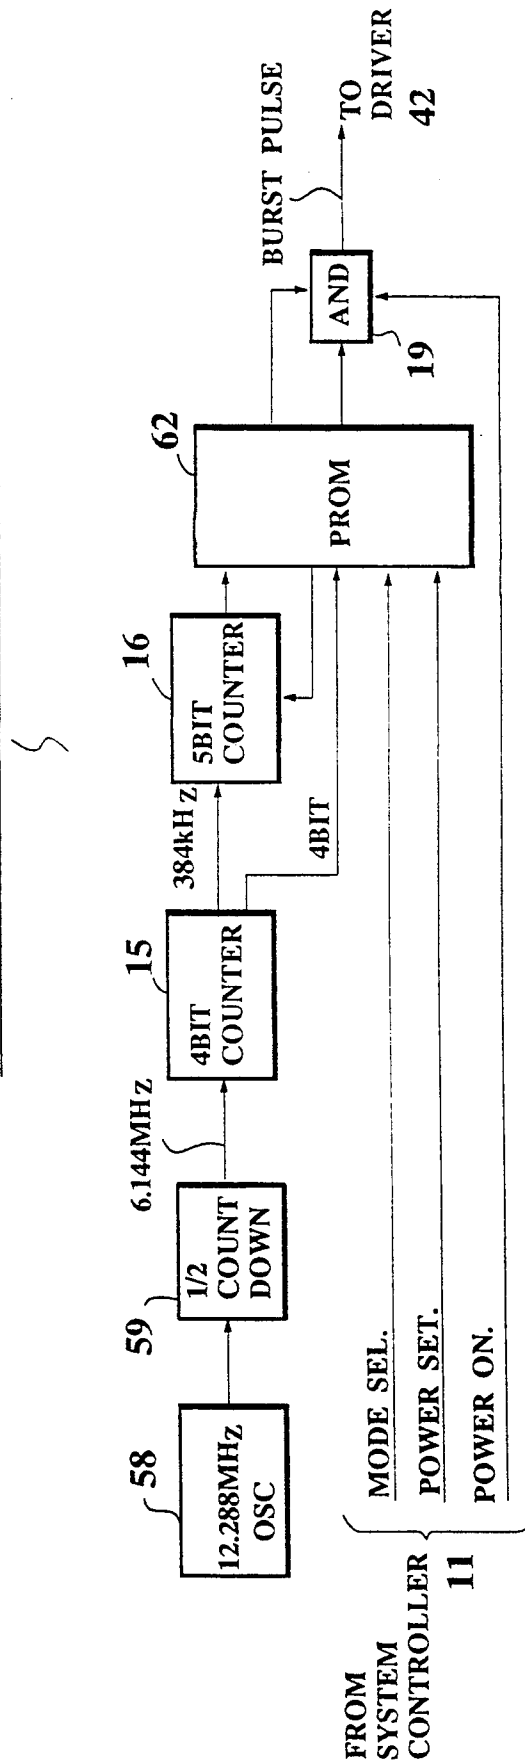 58
12.288MHZ
OSC
59
1/2
COUNT
DOWN
6.144MHZ
15
4BIT
COUNTER
384kHZ
4BIT
16
5BIT
COUNTER
62
PROM
AND
19
BURST PULSE
TO
DRIVER
42
FROM
SYSTEM
CONTROLLER
11
MODE SEL.
POWER SET.
POWER ON.